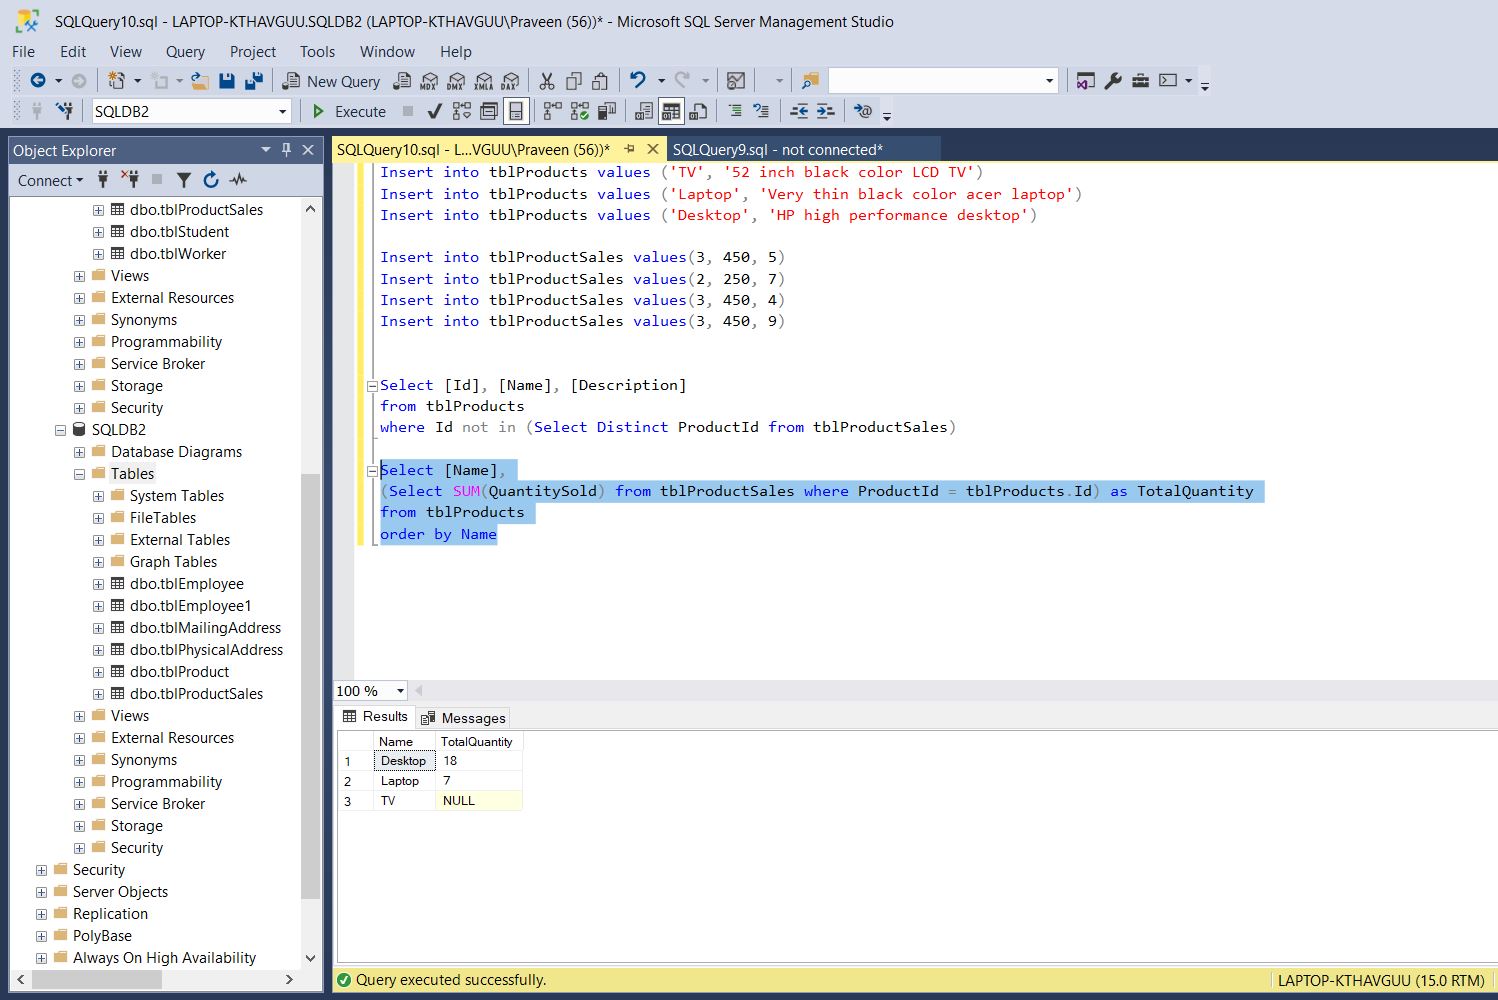 SQLQuery10.sql - LAPTOP-KTHAVGUU.SQLDB2 (LAPTOP-KTHAVGUU\Praveen (56))* - Microsoft SQL Server Management Studio
File Edit View Query Project Tools Window Help
New Query MDX DMX XMLA DAX
SQLDB2 Execute
Object Explorer
Connect
dbo.tblProductSales
dbo.tblStudent
dbo.tblWorker
Views
External Resources
Synonyms
Programmability
Service Broker
Storage
Security
SQLDB2
Database Diagrams
Tables
System Tables
FileTables
External Tables
Graph Tables
dbo.tblEmployee
dbo.tblEmployee1
dbo.tblMailingAddress
dbo.tblPhysicalAddress
dbo.tblProduct
dbo.tblProductSales
Views
External Resources
Synonyms
Programmability
Service Broker
Storage
Security
Security
Server Objects
Replication
PolyBase
Always On High Availability
SQLQuery10.sql - L...VGUU\Praveen (56))* SQLQuery9.sql - not connected*
Insert into tblProducts values ('TV', '52 inch black color LCD TV')
Insert into tblProducts values ('Laptop', 'Very thin black color acer laptop')
Insert into tblProducts values ('Desktop', 'HP high performance desktop')
Insert into tblProductSales values(3, 450, 5)
Insert into tblProductSales values(2, 250, 7)
Insert into tblProductSales values(3, 450, 4)
Insert into tblProductSales values(3, 450, 9)
Select [Id], [Name], [Description]
from tblProducts
where Id not in (Select Distinct ProductId from tblProductSales)
Select [Name],
(Select SUM(QuantitySold) from tblProductSales where ProductId = tblProducts.Id) as TotalQuantity
from tblProducts
order by Name
100 %
Results Messages
Name TotalQuantity
1 Desktop 18
2 Laptop 7
3 TV NULL
Query executed successfully. LAPTOP-KTHAVGUU (15.0 RTM)